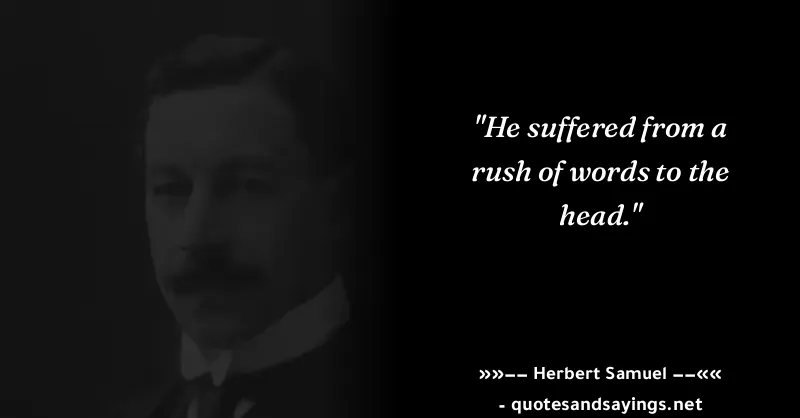 "He suffered from a
rush of words to the
head."
»»−− Herbert Samuel −−««
- quotesandsayings.net